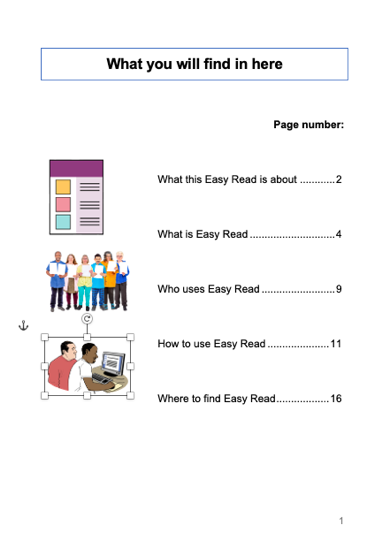 What you will find in here
Page number:
What this Easy Read is about ............2
What is Easy Read.............................4
Who uses Easy Read .........................9
How to use Easy Read .....................11
Where to find Easy Read..................16
1